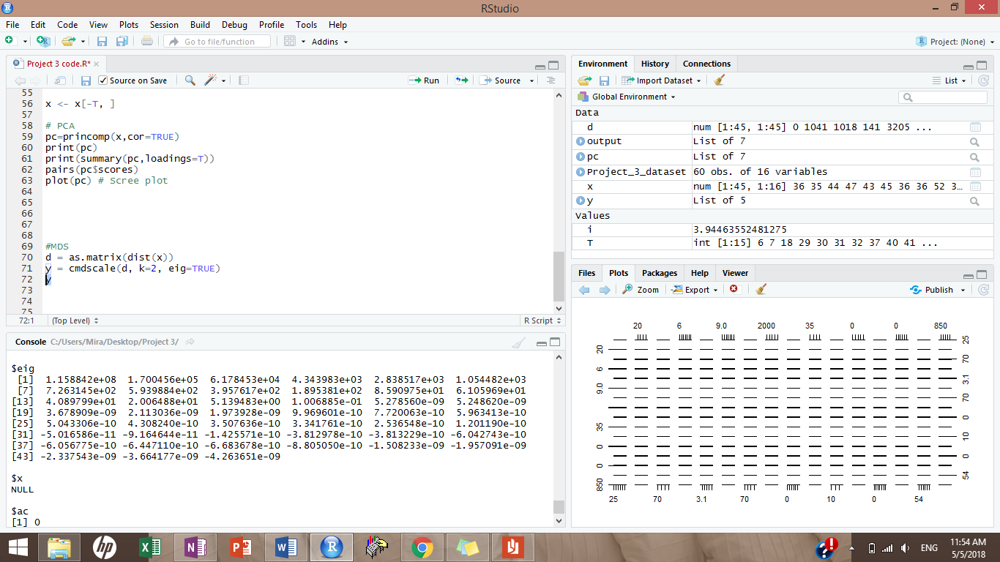 RStudio
File Edit Code View Plots Session Build Debug Profile Tools Help
Go to file/function Addins Project: (None)
Project 3 code.R*
Source on Save Run Source
55
56 x <- x[-T, ]
57
58 # PCA
59 pc=princomp(x,cor=TRUE)
60 print(pc)
61 print(summary(pc,loadings=T))
62 pairs(pc$scores)
63 plot(pc) # Scree plot
64
65
66
67
68
69 #MDS
70 d = as.matrix(dist(x))
71 y = cmdscale(d, k=2, eig=TRUE)
72 y
73
74
75
72:1 (Top Level) R Script
Console C:/Users/Mira/Desktop/Project 3/
$eig
[1] 1.158842e+08 1.700456e+05 6.178453e+04 4.343983e+03 2.838517e+03 1.054482e+03
[7] 7.263145e+02 5.939884e+02 3.957617e+02 1.895381e+02 8.590975e+01 6.105969e+01
[13] 4.089799e+01 2.006488e+01 5.139483e+00 1.006885e-01 5.278560e-09 5.248620e-09
[19] 3.678909e-09 2.113036e-09 1.973928e-09 9.969601e-10 7.720063e-10 5.963413e-10
[25] 5.043306e-10 4.308240e-10 3.507636e-10 3.341761e-10 2.536548e-10 1.201190e-10
[31] -5.016586e-11 -9.164644e-11 -1.425571e-10 -3.812978e-10 -3.813229e-10 -6.042743e-10
[37] -6.056775e-10 -6.447110e-10 -6.683678e-10 -8.805050e-10 -1.508233e-09 -1.957091e-09
[43] -2.337543e-09 -3.664177e-09 -4.263651e-09
$x
NULL
$ac
[1] 0
Environment History Connections
Import Dataset List
Global Environment
Data
d num [1:45, 1:45] 0 1041 1018 141 3205 ...
output List of 7
pc List of 7
Project_3_dataset 60 obs. of 16 variables
x num [1:45, 1:16] 36 35 44 47 43 45 36 36 52 3...
y List of 5
Values
i 3.94463552481275
T int [1:15] 6 7 18 29 30 31 32 37 40 41 ...
Files Plots Packages Help Viewer
Zoom Export Publish
20 6 9.0 2000 35 0 0 850
20 6 9.0 35 0 0 850
25 70 3.1 70 0 10 0 54
25 70 3.1 70 0 10 0 54
ENG
11:54 AM
5/5/2018